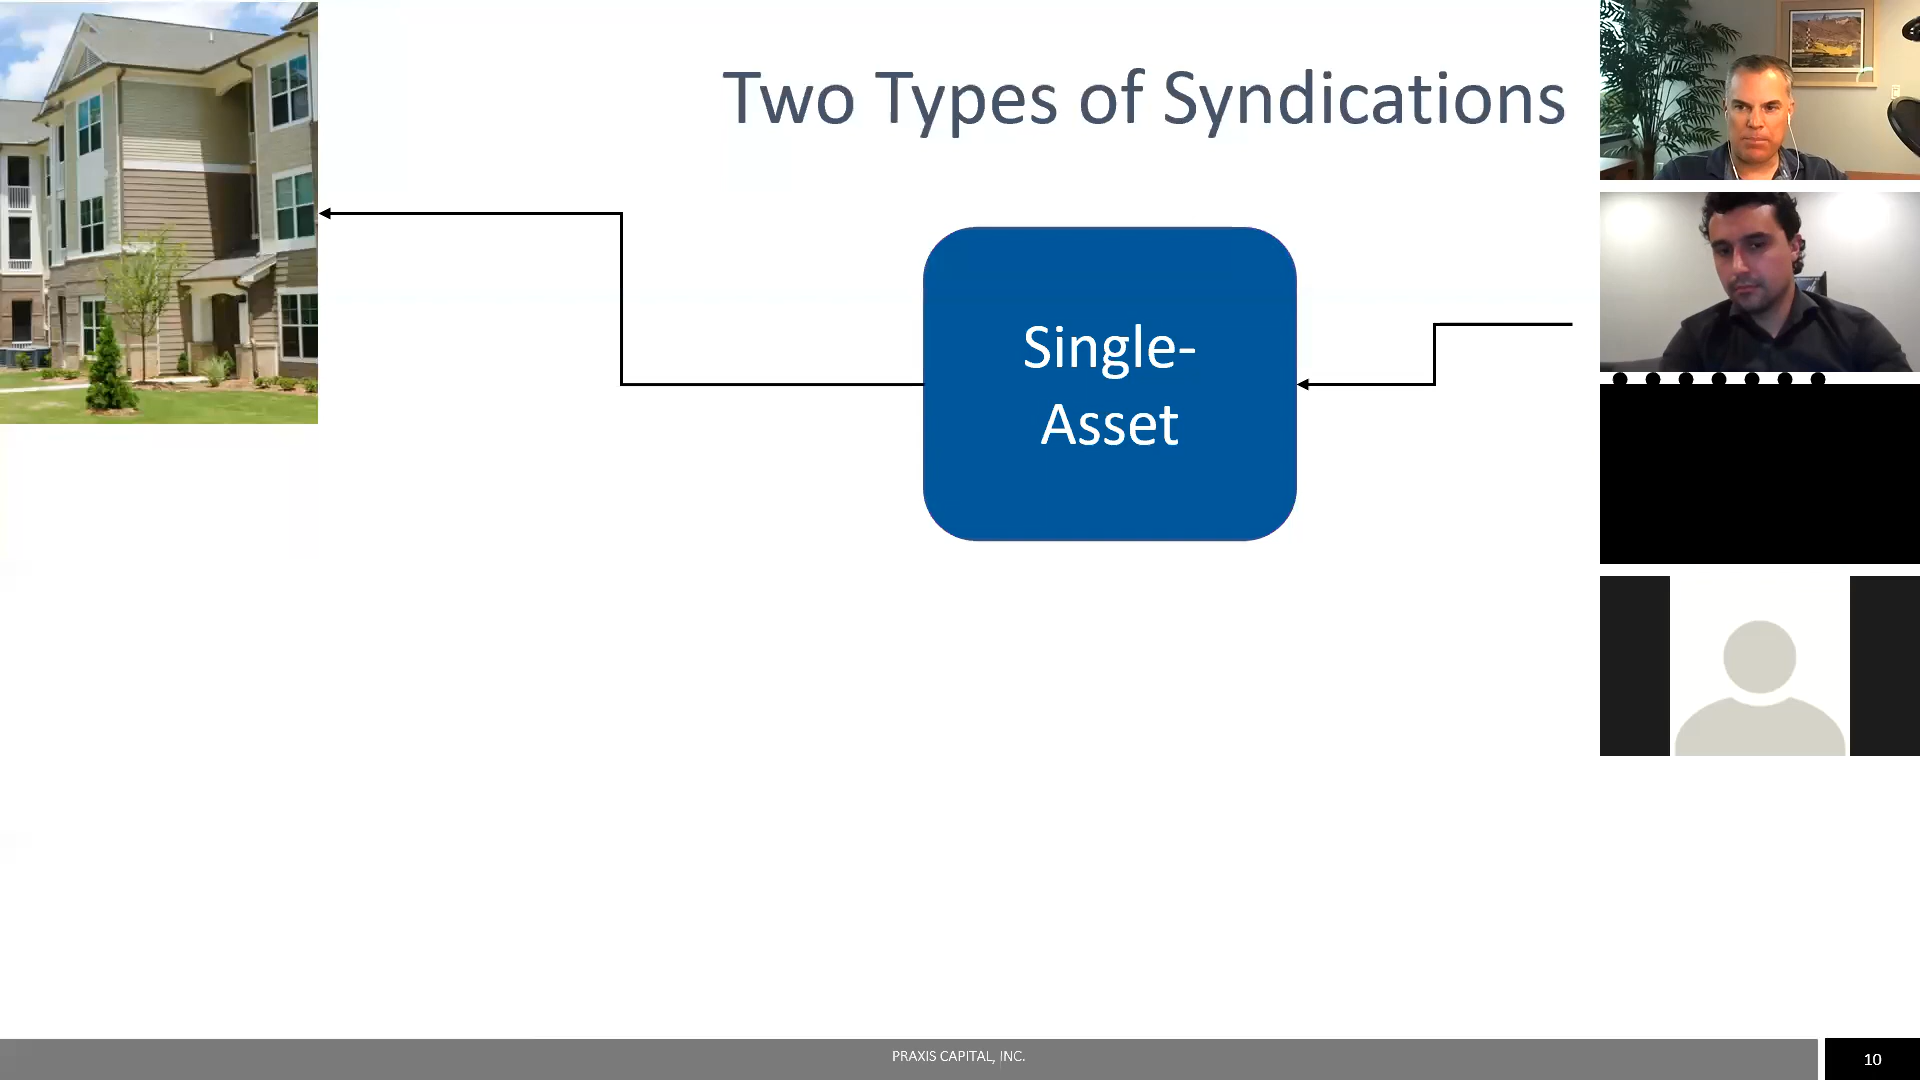 Two Types of Syndications
Single-
Asset
PRAXIS CAPITAL, INC.
10